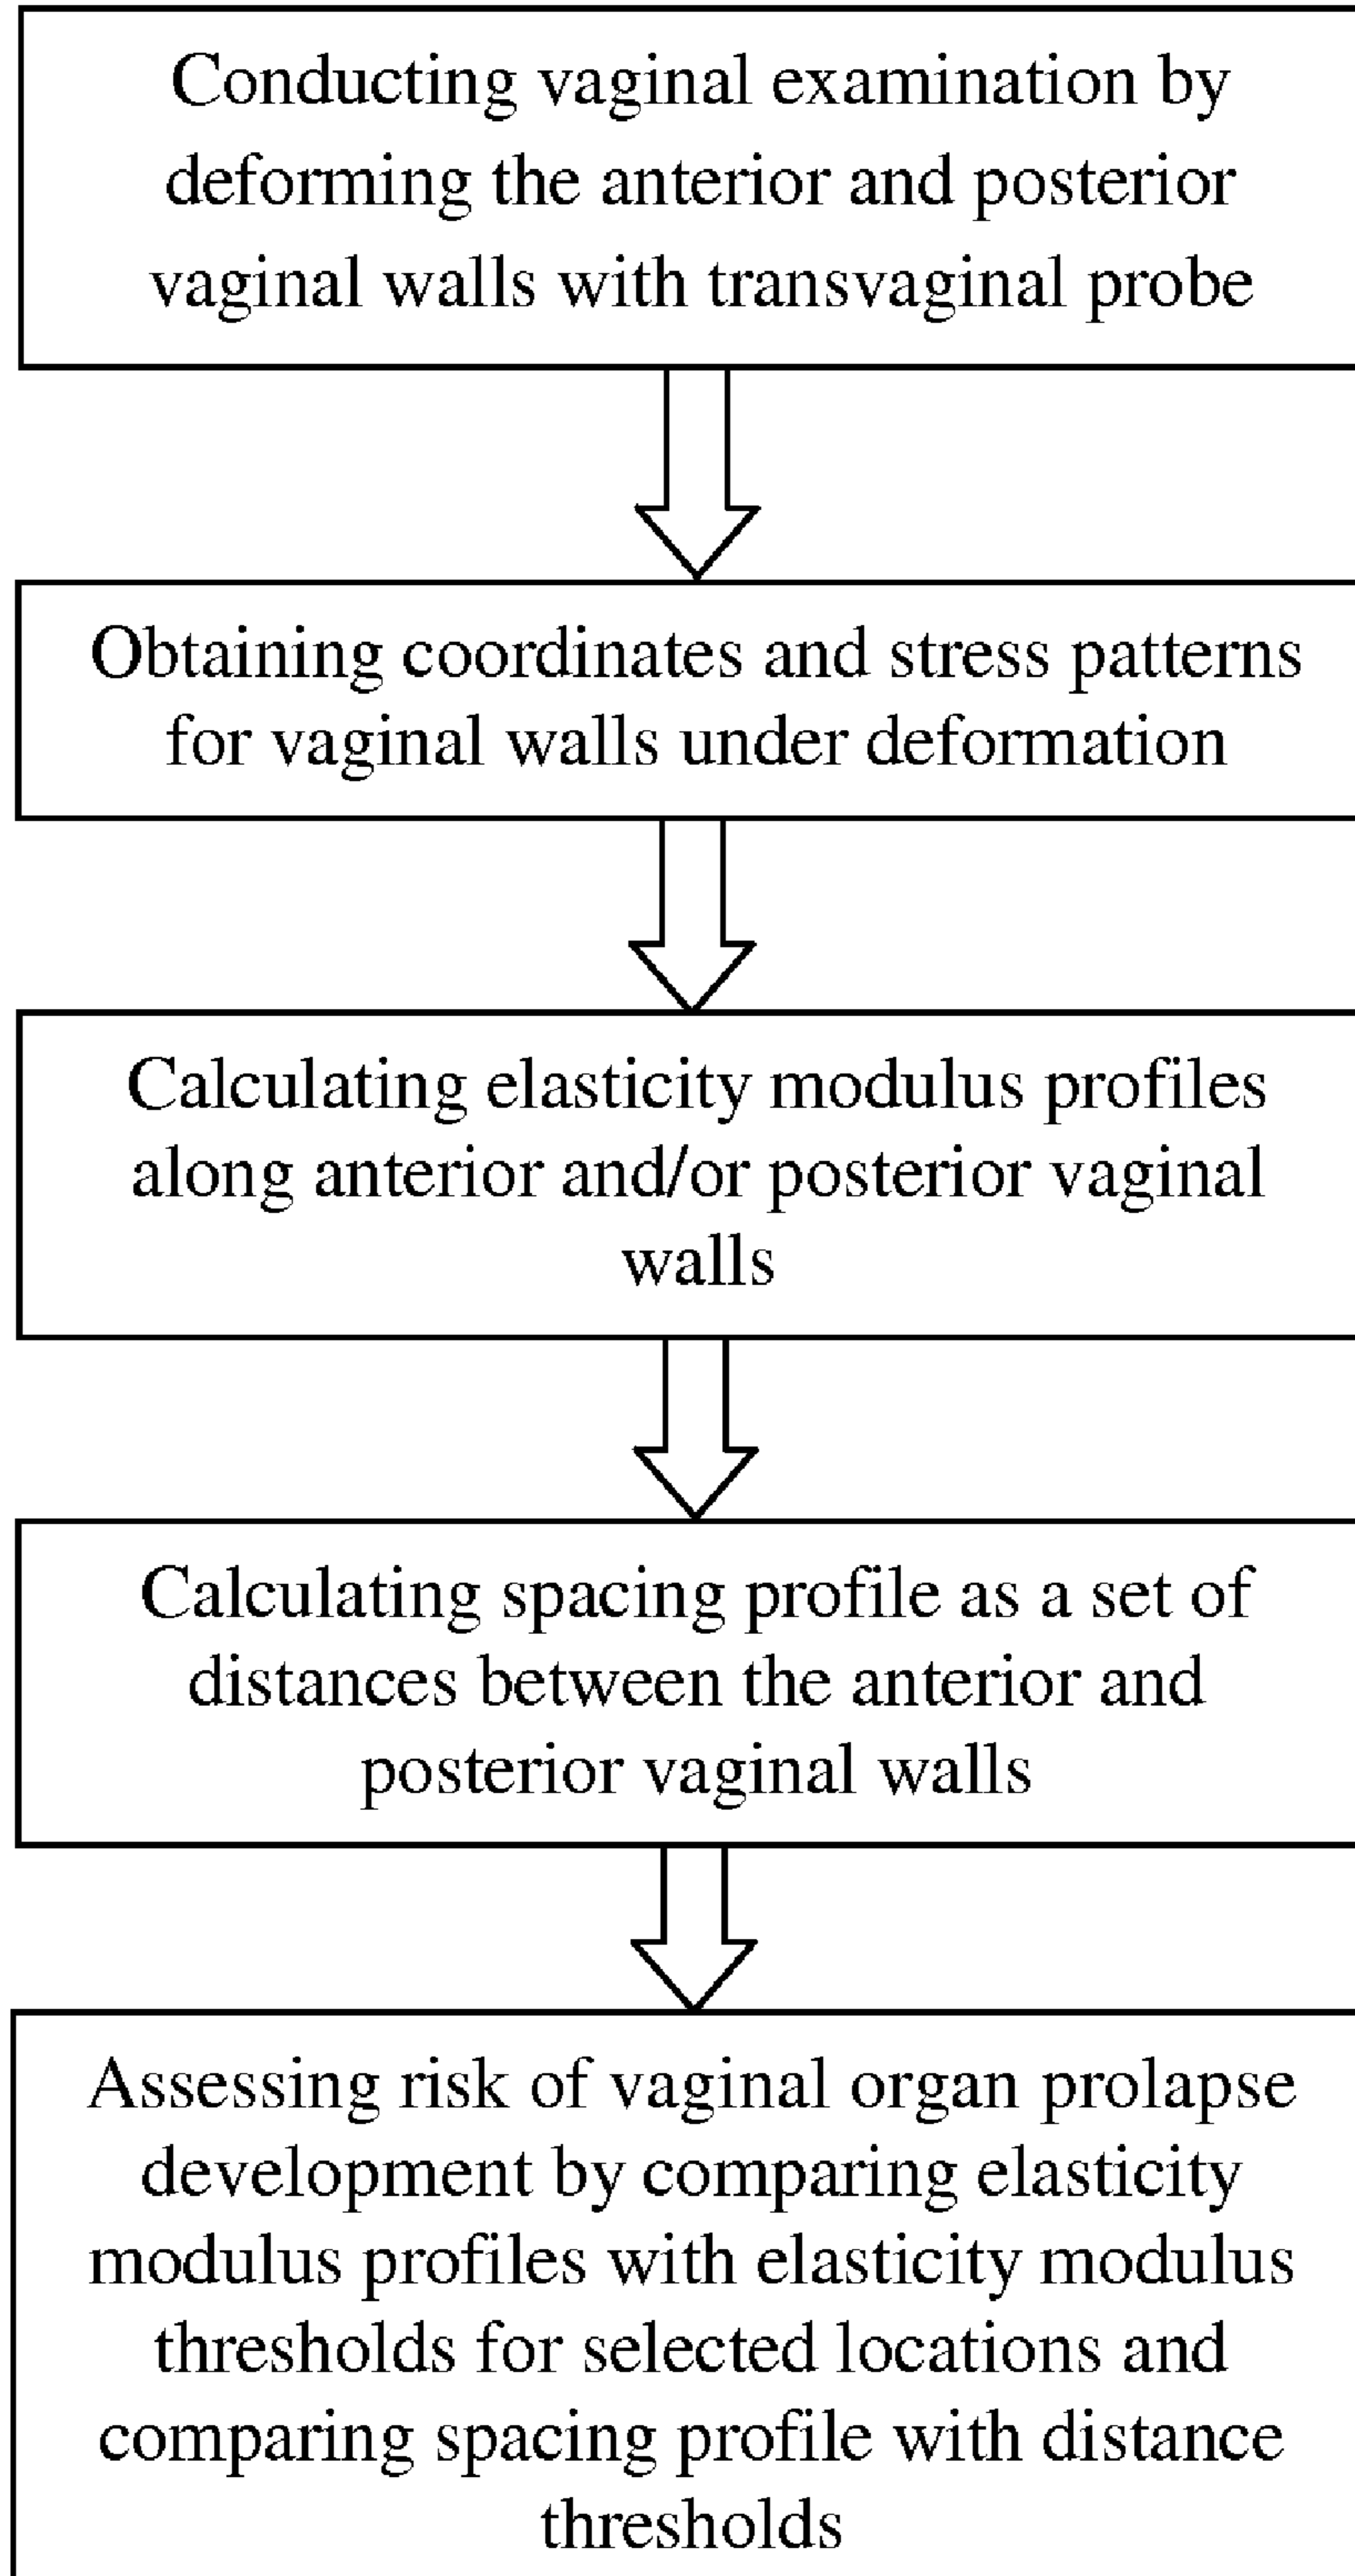 Conducting vaginal examination by
deforming the anterior and posterior
vaginal walls with transvaginal probe
Obtaining coordinates and stress patterns
for vaginal walls under deformation
Calculating elasticity modulus profiles
along anterior and/or posterior vaginal
walls
Calculating spacing profile as a set of
distances between the anterior and
posterior vaginal walls
Assessing risk of vaginal organ prolapse
development by comparing elasticity
modulus profiles with elasticity modulus
thresholds for selected locations and
comparing spacing profile with distance
thresholds